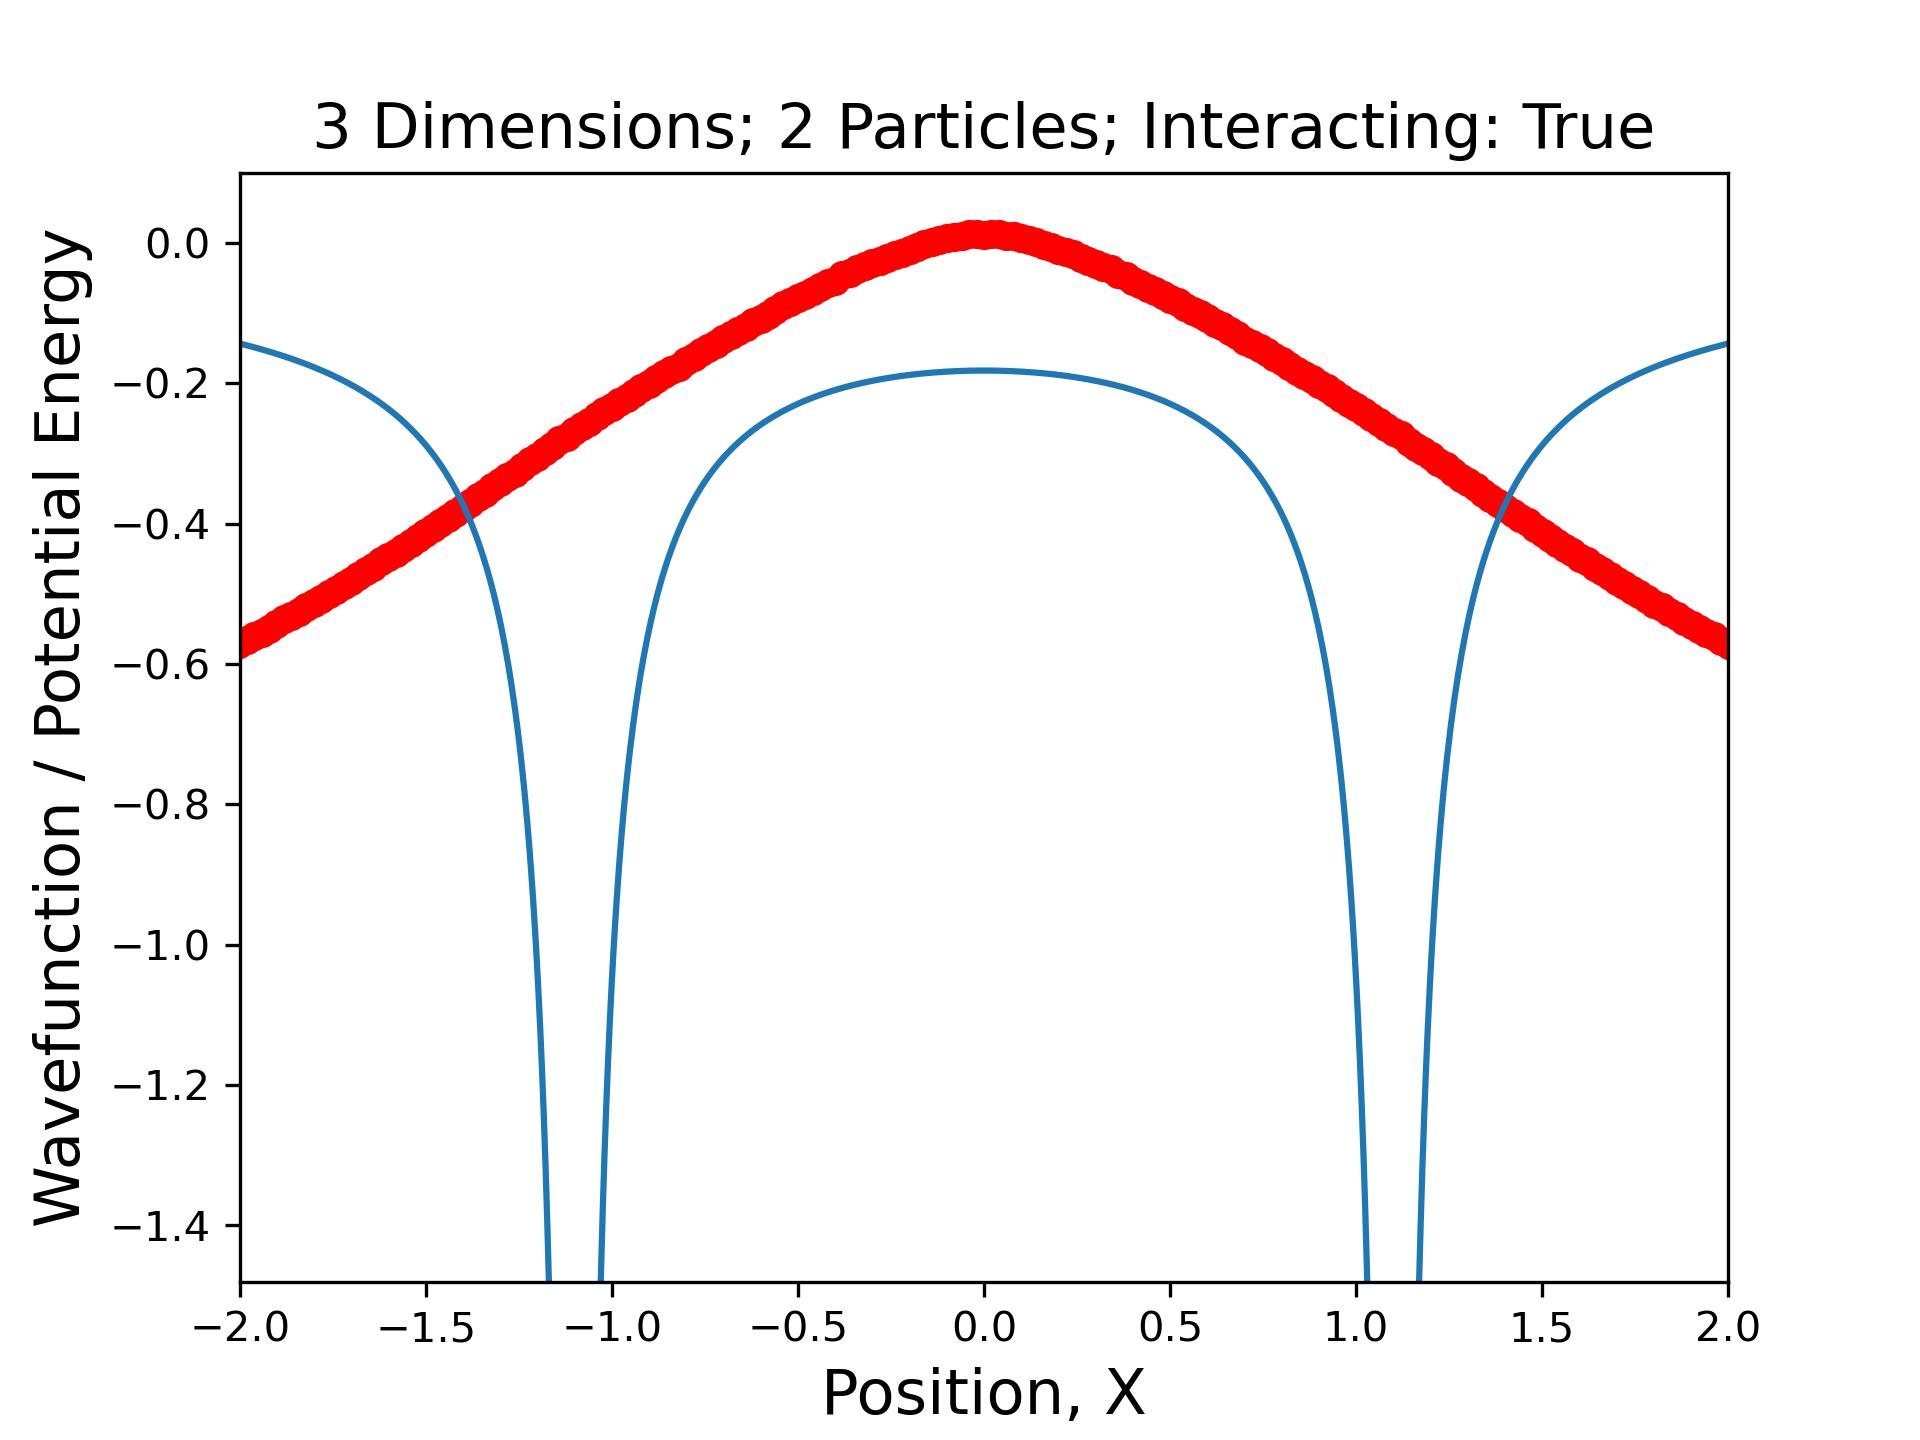 3 Dimensions; 2 Particles; Interacting: True
Wavefunction / Potential Energy
0.0
−0.2
−0.4
−0.6
−0.8
−1.0
−1.2
−1.4
−2.0 −1.5 −1.0 −0.5 0.0 0.5 1.0 1.5 2.0
Position, X